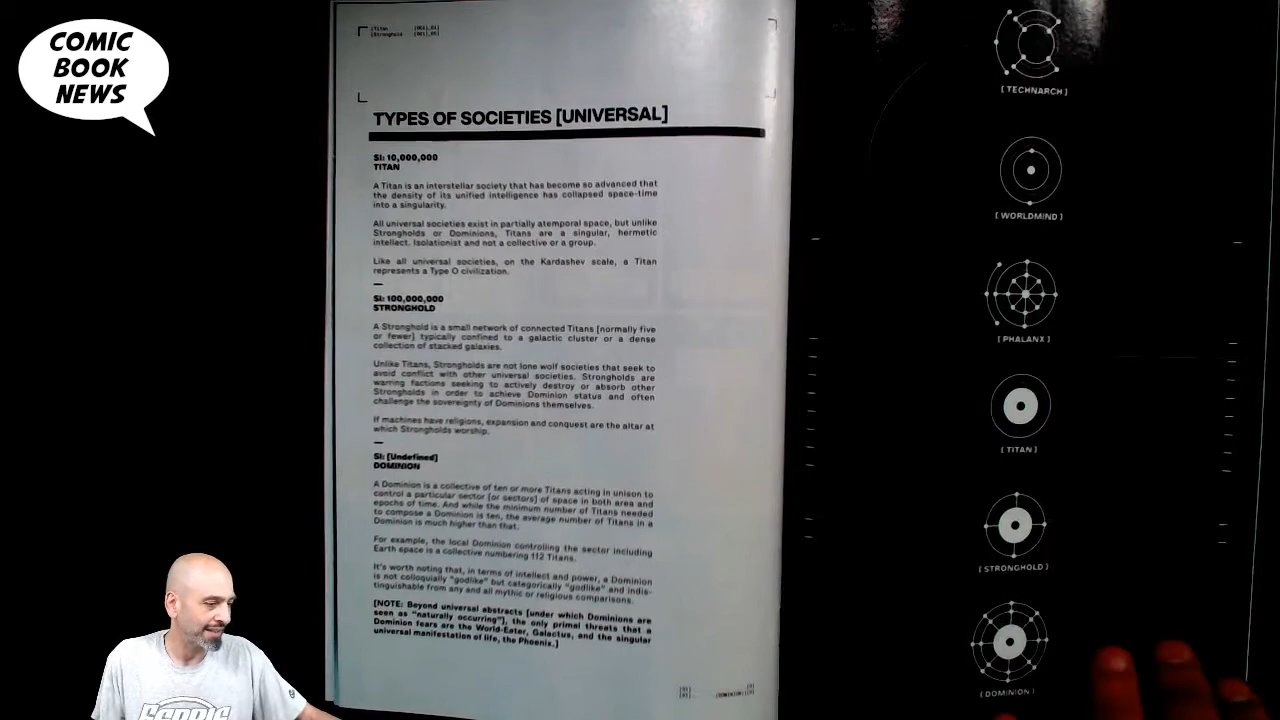 COMIC
BOOK
NEWS
TYPES OF SOCIETIES [UNIVERSAL]
SI: 10,000,000
TITAN
A Titan is an interstellar society that has become so advanced that
the density of its unified intelligence has collapsed space-time
into a singularity.
All universal societies exist in partially atemporal space, but unlike
Strongholds or Dominions, Titans are a singular, hermetic
intellect. Isolationist and not a collective or a group.
Like all universal societies, on the Kardashev scale, a Titan
represents a Type O civilization.
—
SI: 100,000,000
STRONGHOLD
A Stronghold is a small network of connected Titans [normally five
or fewer] typically confined to a galactic cluster or a dense
collection of stacked galaxies.
Unlike Titans, Strongholds are not lone wolf societies that seek to
avoid conflict with other universal societies. Strongholds are
warring factions seeking to actively destroy or absorb other
Strongholds in order to achieve Dominion status and often
challenge the sovereignty of Dominions themselves.
If machines have religions, expansion and conquest are the altar at
which Strongholds worship.
—
SI: [Undefined]
DOMINION
A Dominion is a collective of ten or more Titans acting in unison to
control a particular sector [or sectors] of space in both area and
epochs of time. And while the minimum number of Titans needed
to compose a Dominion is ten, the average number of Titans in a
Dominion is much higher than that.
For example, the local Dominion controlling the sector including
Earth space is a collective numbering 112 Titans.
It's worth noting that, in terms of intellect and power, a Dominion
is not colloquially "godlike" but categorically "godlike" and indis-
tinguishable from any and all mythic or religious comparisons.
[NOTE: Beyond universal abstracts [under which Dominions are
seen as "naturally occurring"], the only primal threats that a
Dominion fears are the World-Eater, Galactus, and the singular
universal manifestation of life, the Phoenix.]
[TECHNARCH]
[WORLDMIND]
[PHALANX]
[TITAN]
[STRONGHOLD]
[DOMINION]